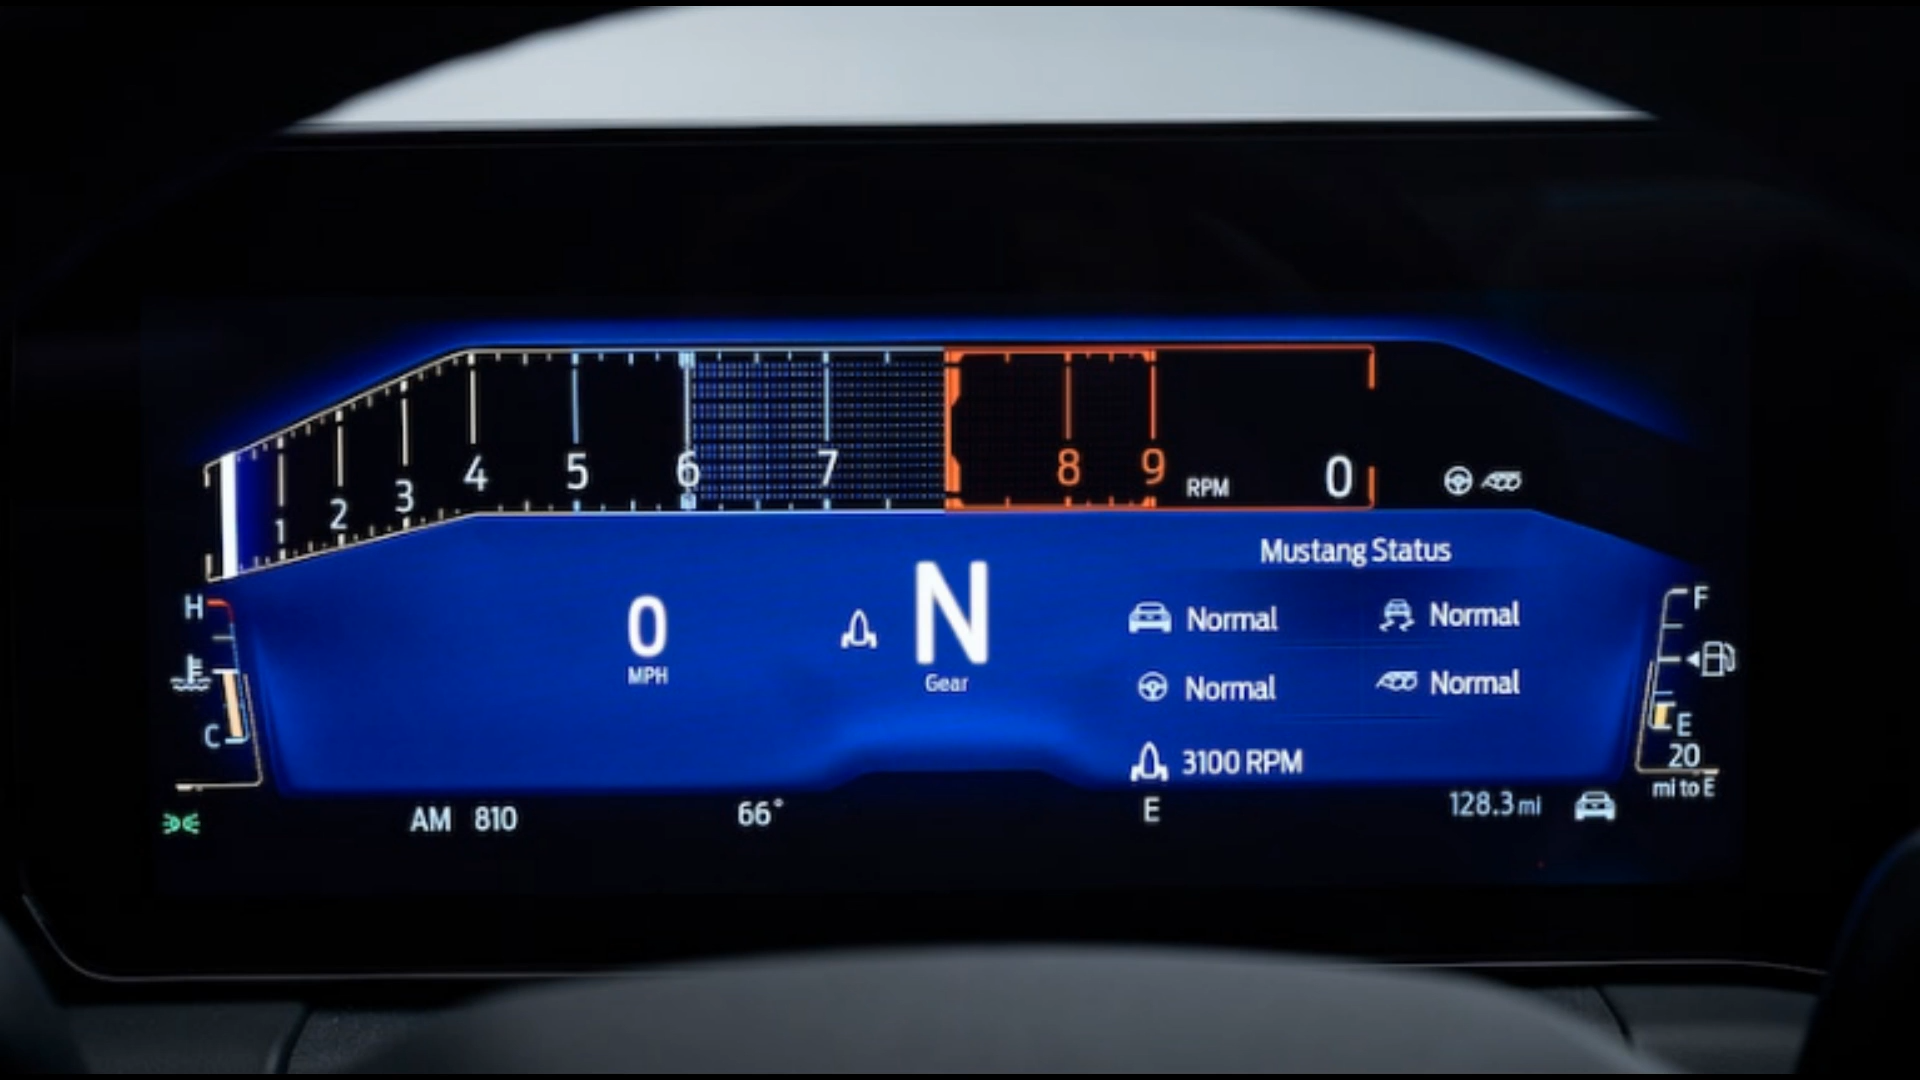 1 2 3 4 5 6 7 8 9 RPM 0
Mustang Status
H
F
0
MPH
N
Gear
Normal
Normal
Normal
Normal
C
E
3100 RPM
20
mi to E
AM 810
66°
E
128.3 mi